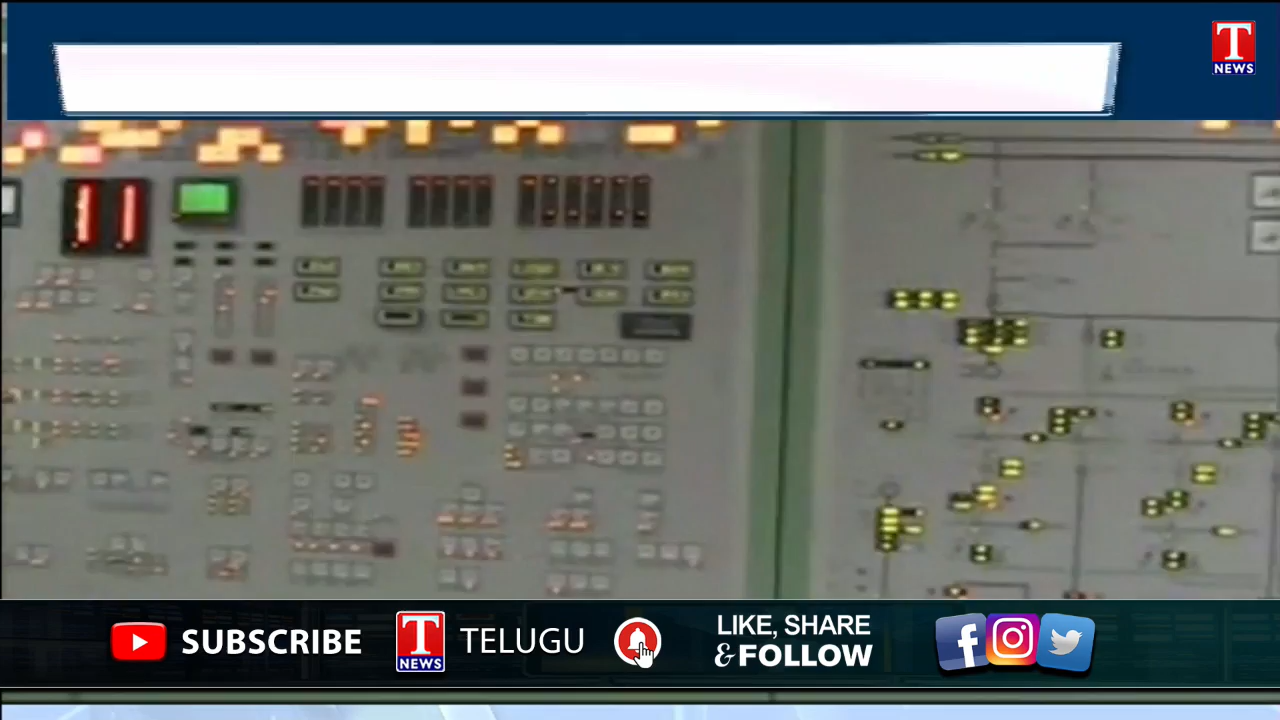 T
NEWS
SUBSCRIBE
T
NEWS
TELUGU
LIKE, SHARE
& FOLLOW